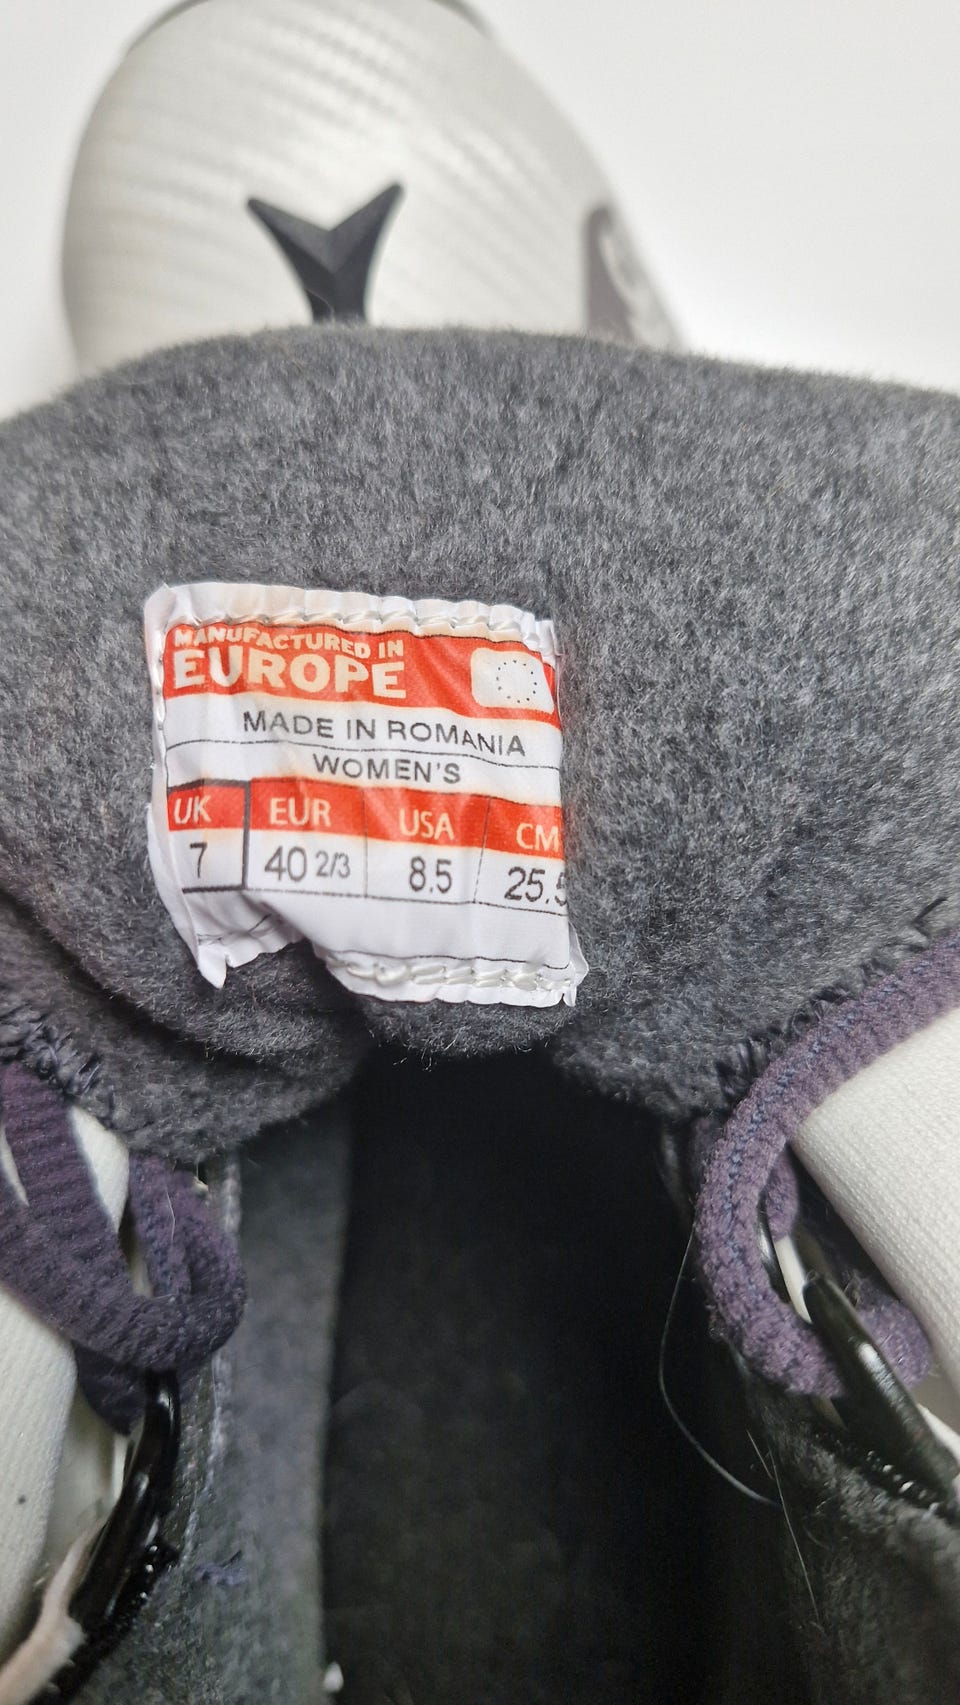 MANUFACTURED IN
EUROPE
MADE IN ROMANIA
WOMEN'S
UK EUR USA CM
7 40 2/3 8.5 25.5